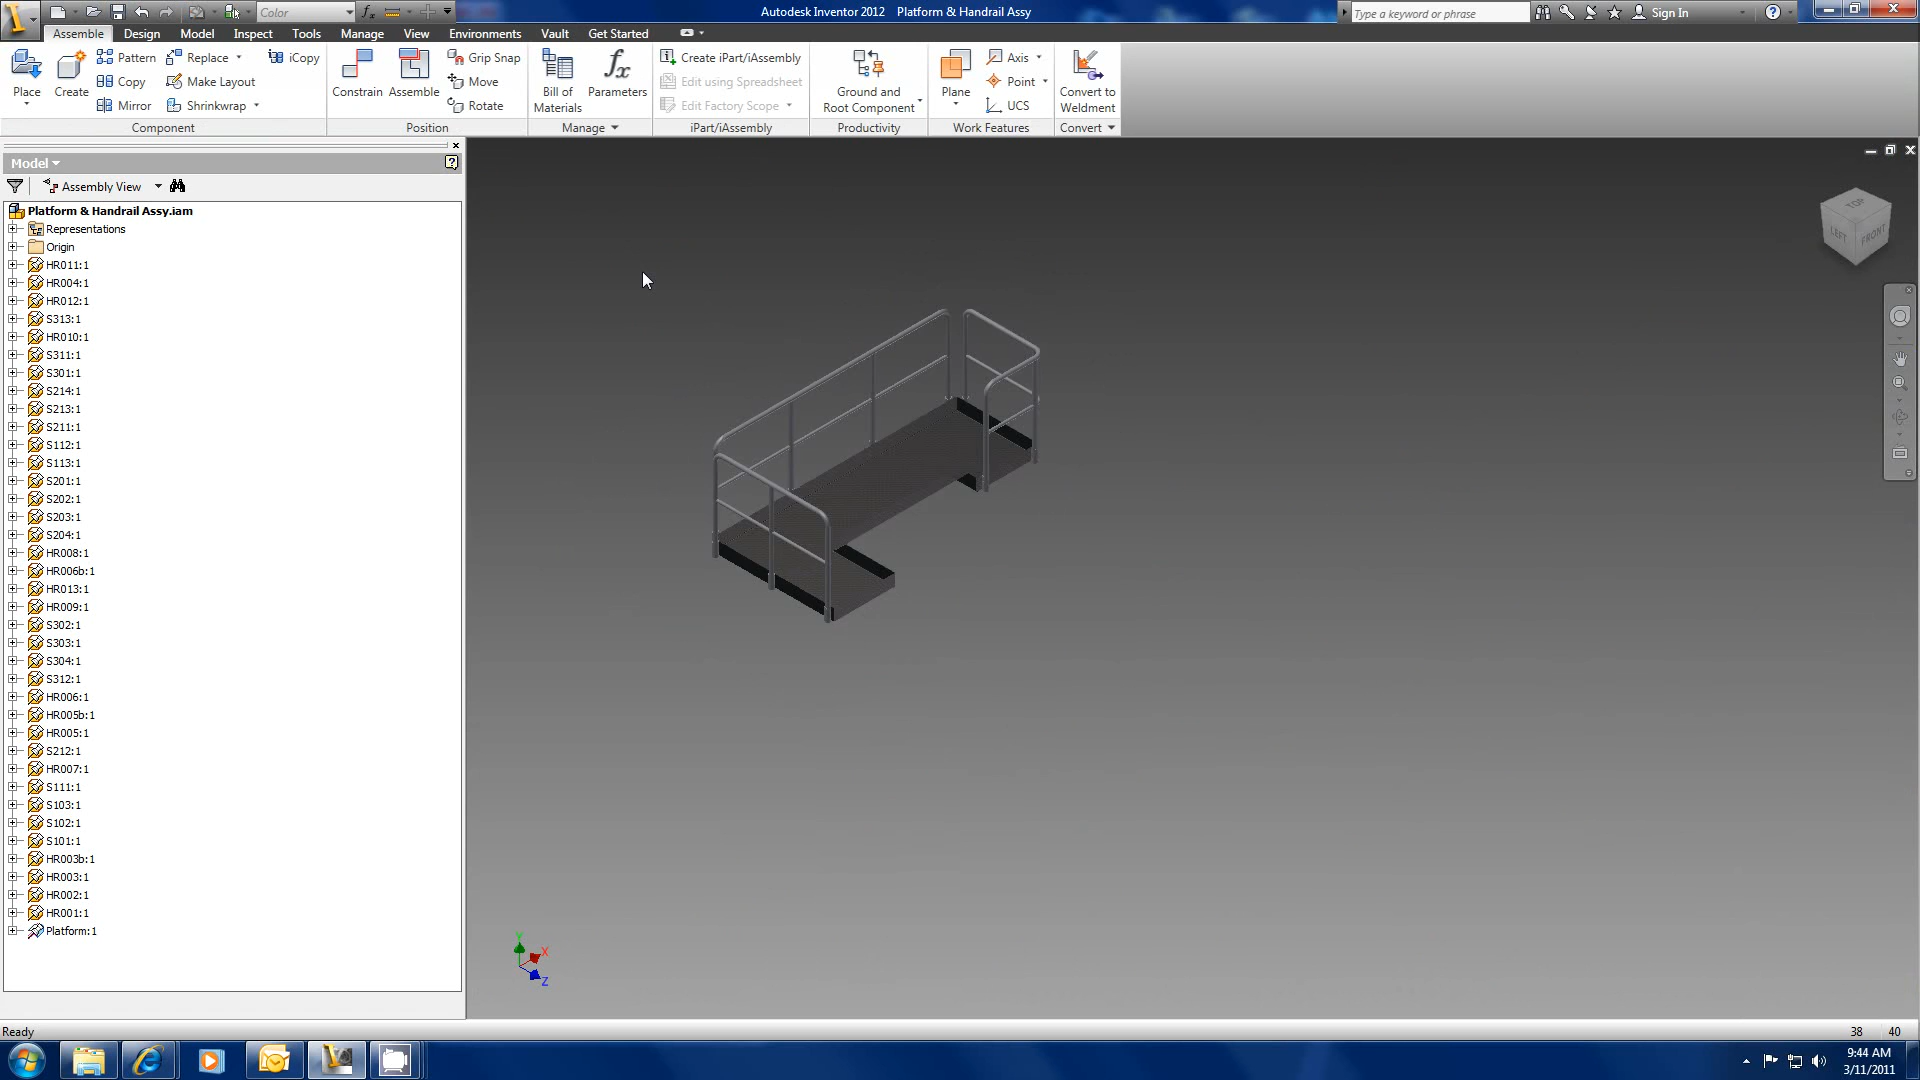 Color
Autodesk Inventor 2012 Platform & Handrail Assy
Type a keyword or phrase
Sign In
Assemble Design Model Inspect Tools Manage View Environments Vault Get Started
Place
Create
Pattern
Copy
Mirror
Replace
Make Layout
Shrinkwrap
iCopy
Component
Constrain
Assemble
Grip Snap
Move
Rotate
Position
Bill of
Materials
fx
Parameters
Manage
Create iPart/iAssembly
Edit using Spreadsheet
Edit Factory Scope
iPart/iAssembly
Ground and
Root Component
Productivity
Plane
Axis
Point
UCS
Work Features
Convert to
Weldment
Convert
Model
Assembly View
Platform & Handrail Assy.iam
Representations
Origin
HR011:1
HR004:1
HR012:1
S313:1
HR010:1
S311:1
S301:1
S214:1
S213:1
S211:1
S112:1
S113:1
S201:1
S202:1
S203:1
S204:1
HR008:1
HR006b:1
HR013:1
HR009:1
S302:1
S303:1
S304:1
S312:1
HR006:1
HR005b:1
HR005:1
S212:1
HR007:1
S111:1
S103:1
S102:1
S101:1
HR003b:1
HR003:1
HR002:1
HR001:1
Platform:1
TOP
LEFT
FRONT
Y
X
Z
Ready
38 40
9:44 AM
3/11/2011